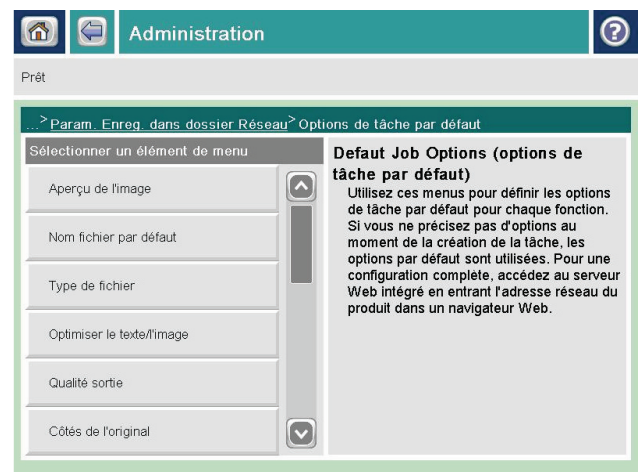 Administration
?
Prêt
...> Param. Enreg. dans dossier Réseau> Options de tâche par défaut
Sélectionner un élément de menu
Aperçu de l'image
Nom fichier par défaut
Type de fichier
Optimiser le texte/l'image
Qualité sortie
Côtés de l'original
Defaut Job Options (options de
tâche par défaut)
Utilisez ces menus pour définir les options
de tâche par défaut pour chaque fonction.
Si vous ne précisez pas d'options au
moment de la création de la tâche, les
options par défaut sont utilisées. Pour une
configuration complète, accédez au serveur
Web intégré en entrant l'adresse réseau du
produit dans un navigateur Web.